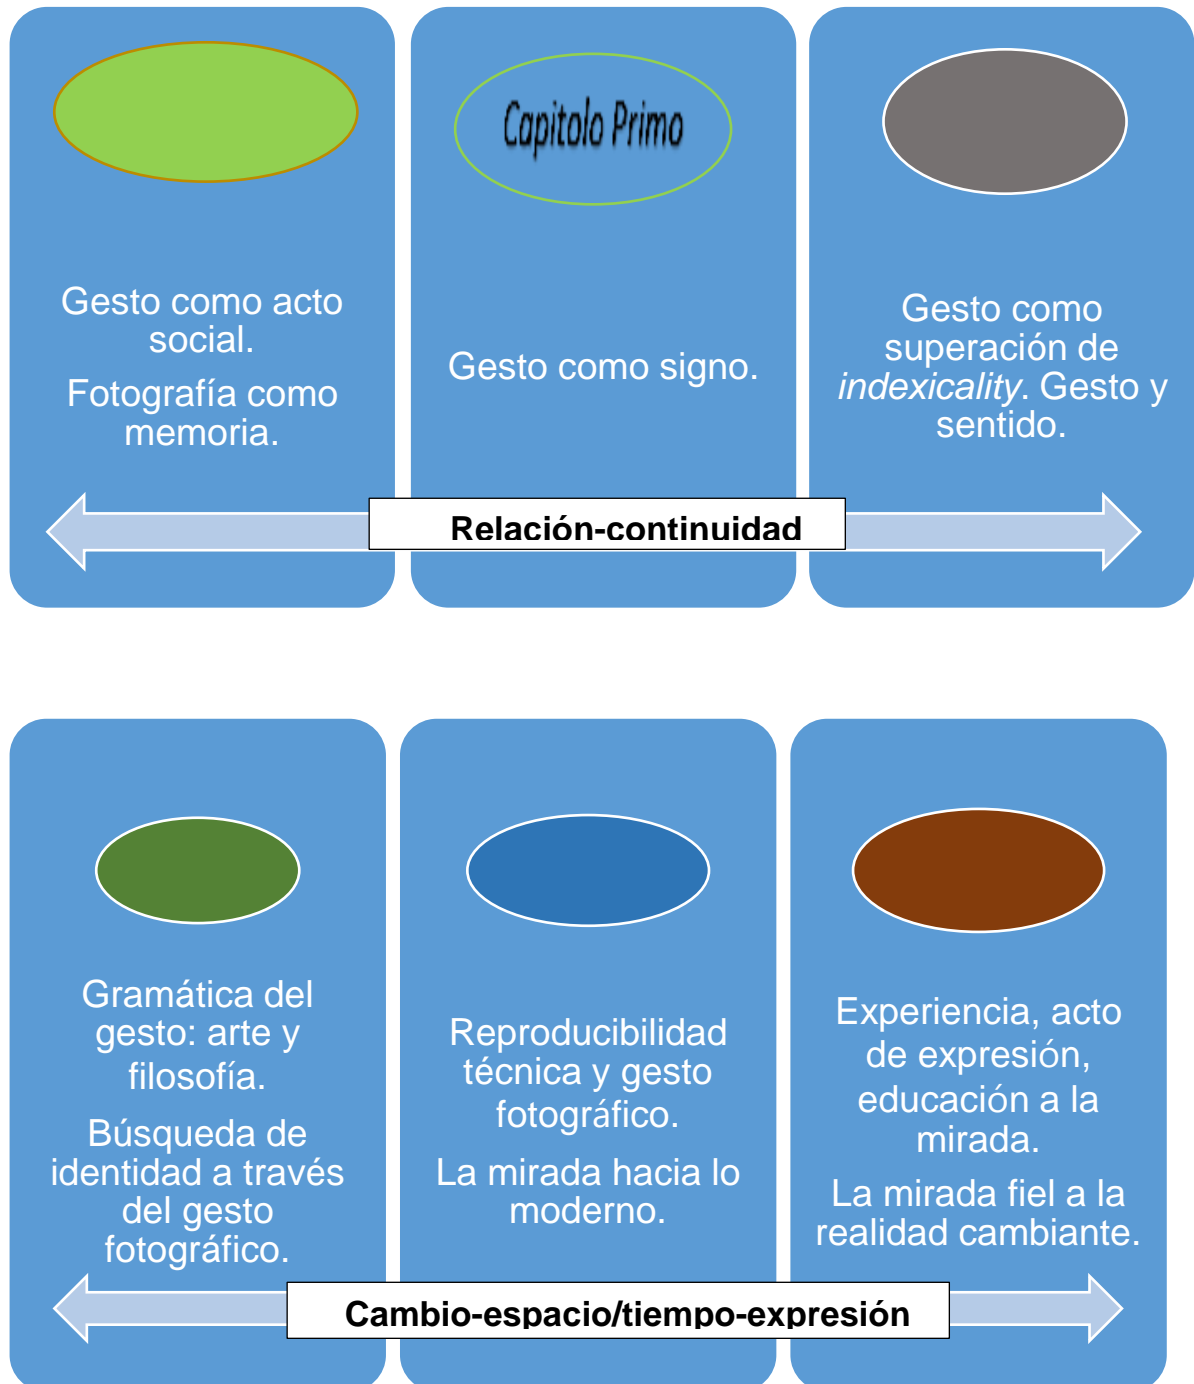 Capitolo Primo
Gesto como acto
social.
Fotografía como
memoria.
Gesto como signo.
Gesto como
superación de
indexicality. Gesto y
sentido.
Relación-continuidad
Gramática del
gesto: arte y
filosofía.
Búsqueda de
identidad a través
del gesto
fotográfico.
Reproducibilidad
técnica y gesto
fotográfico.
La mirada hacia lo
moderno.
Experiencia, acto
de expresión,
educación a la
mirada.
La mirada fiel a la
realidad cambiante.
Cambio-espacio/tiempo-expresión